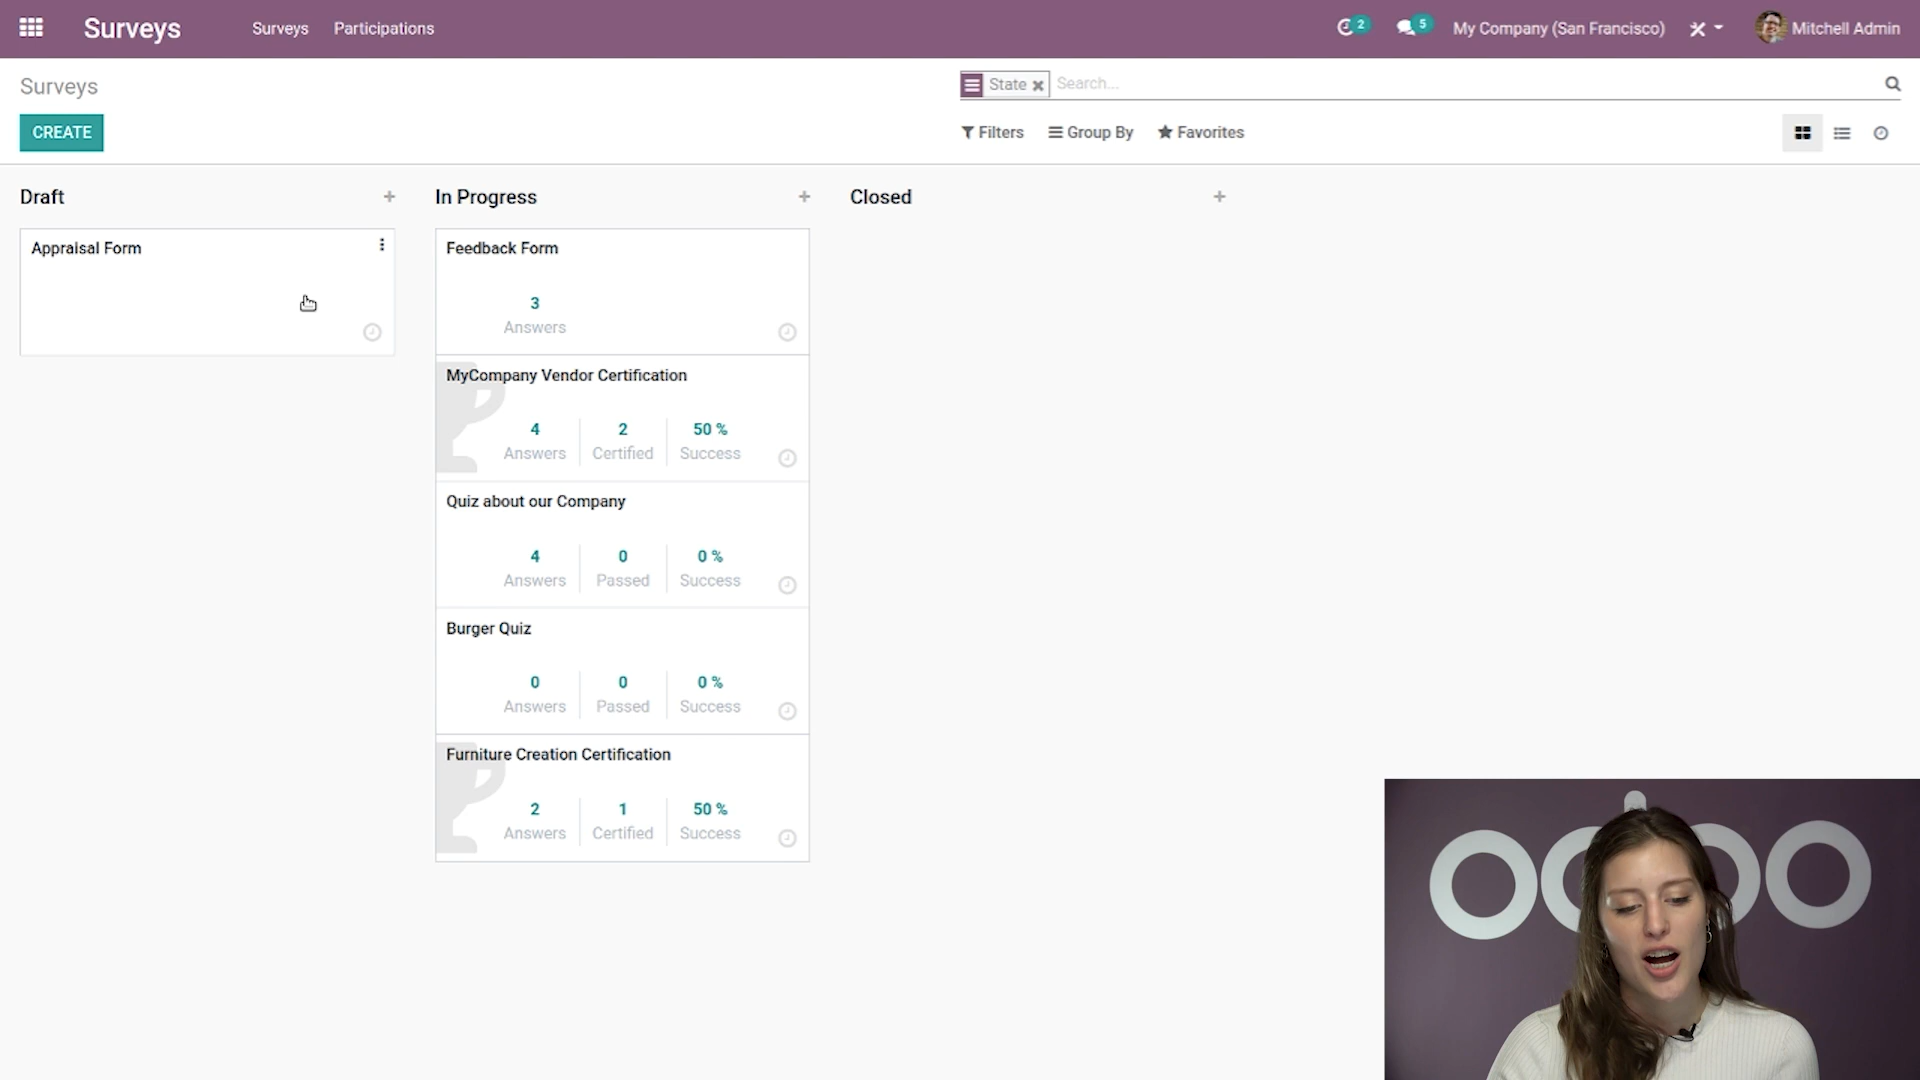 Surveys Surveys Participations 2 5 My Company (San Francisco) Mitchell Admin
Surveys
State Search...
CREATE
Filters Group By Favorites
Draft + In Progress + Closed +
Appraisal Form
Feedback Form
3
Answers
MyCompany Vendor Certification
4 2 50 %
Answers Certified Success
Quiz about our Company
4 0 0 %
Answers Passed Success
Burger Quiz
0 0 0 %
Answers Passed Success
Furniture Creation Certification
2 1 50 %
Answers Certified Success
odoo